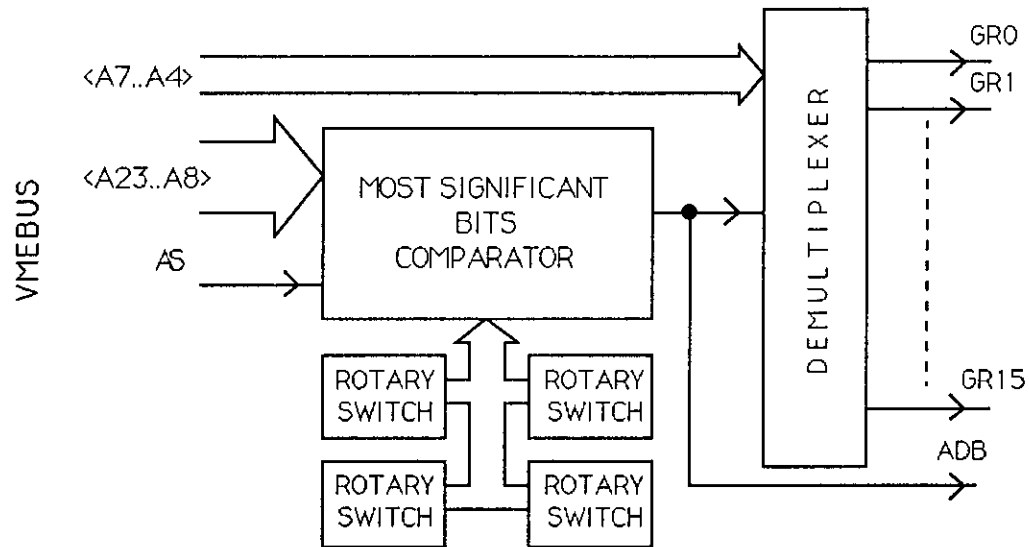 GR0
<A7..A4>
GR1
VMEBUS
<A23..A8>
MOST SIGNIFICANT
BITS
COMPARATOR
AS
DEMULTIPLEXER
ROTARY
SWITCH
ROTARY
SWITCH
GR15
ADB
ROTARY
SWITCH
ROTARY
SWITCH